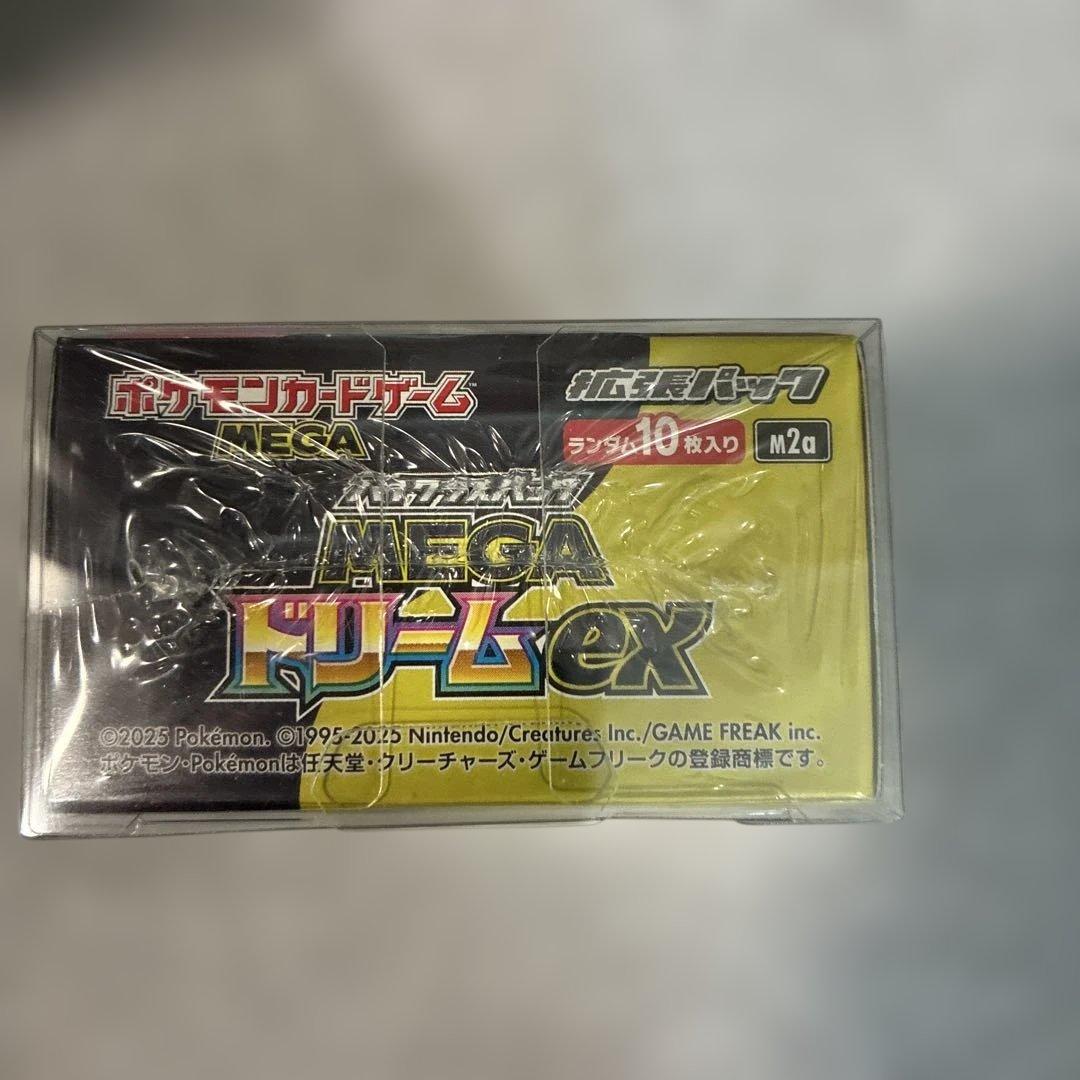 ポケモンカードゲーム™
MEGA
拡張パック
ランダム10枚入り
M2a
ハイクラスパック
MEGA
ドリームex
©2025 Pokémon. ©1995-2025 Nintendo/Creatures Inc./GAME FREAK inc.
ポケモン・Pokémonは任天堂・クリーチャーズ・ゲームフリークの登録商標です。